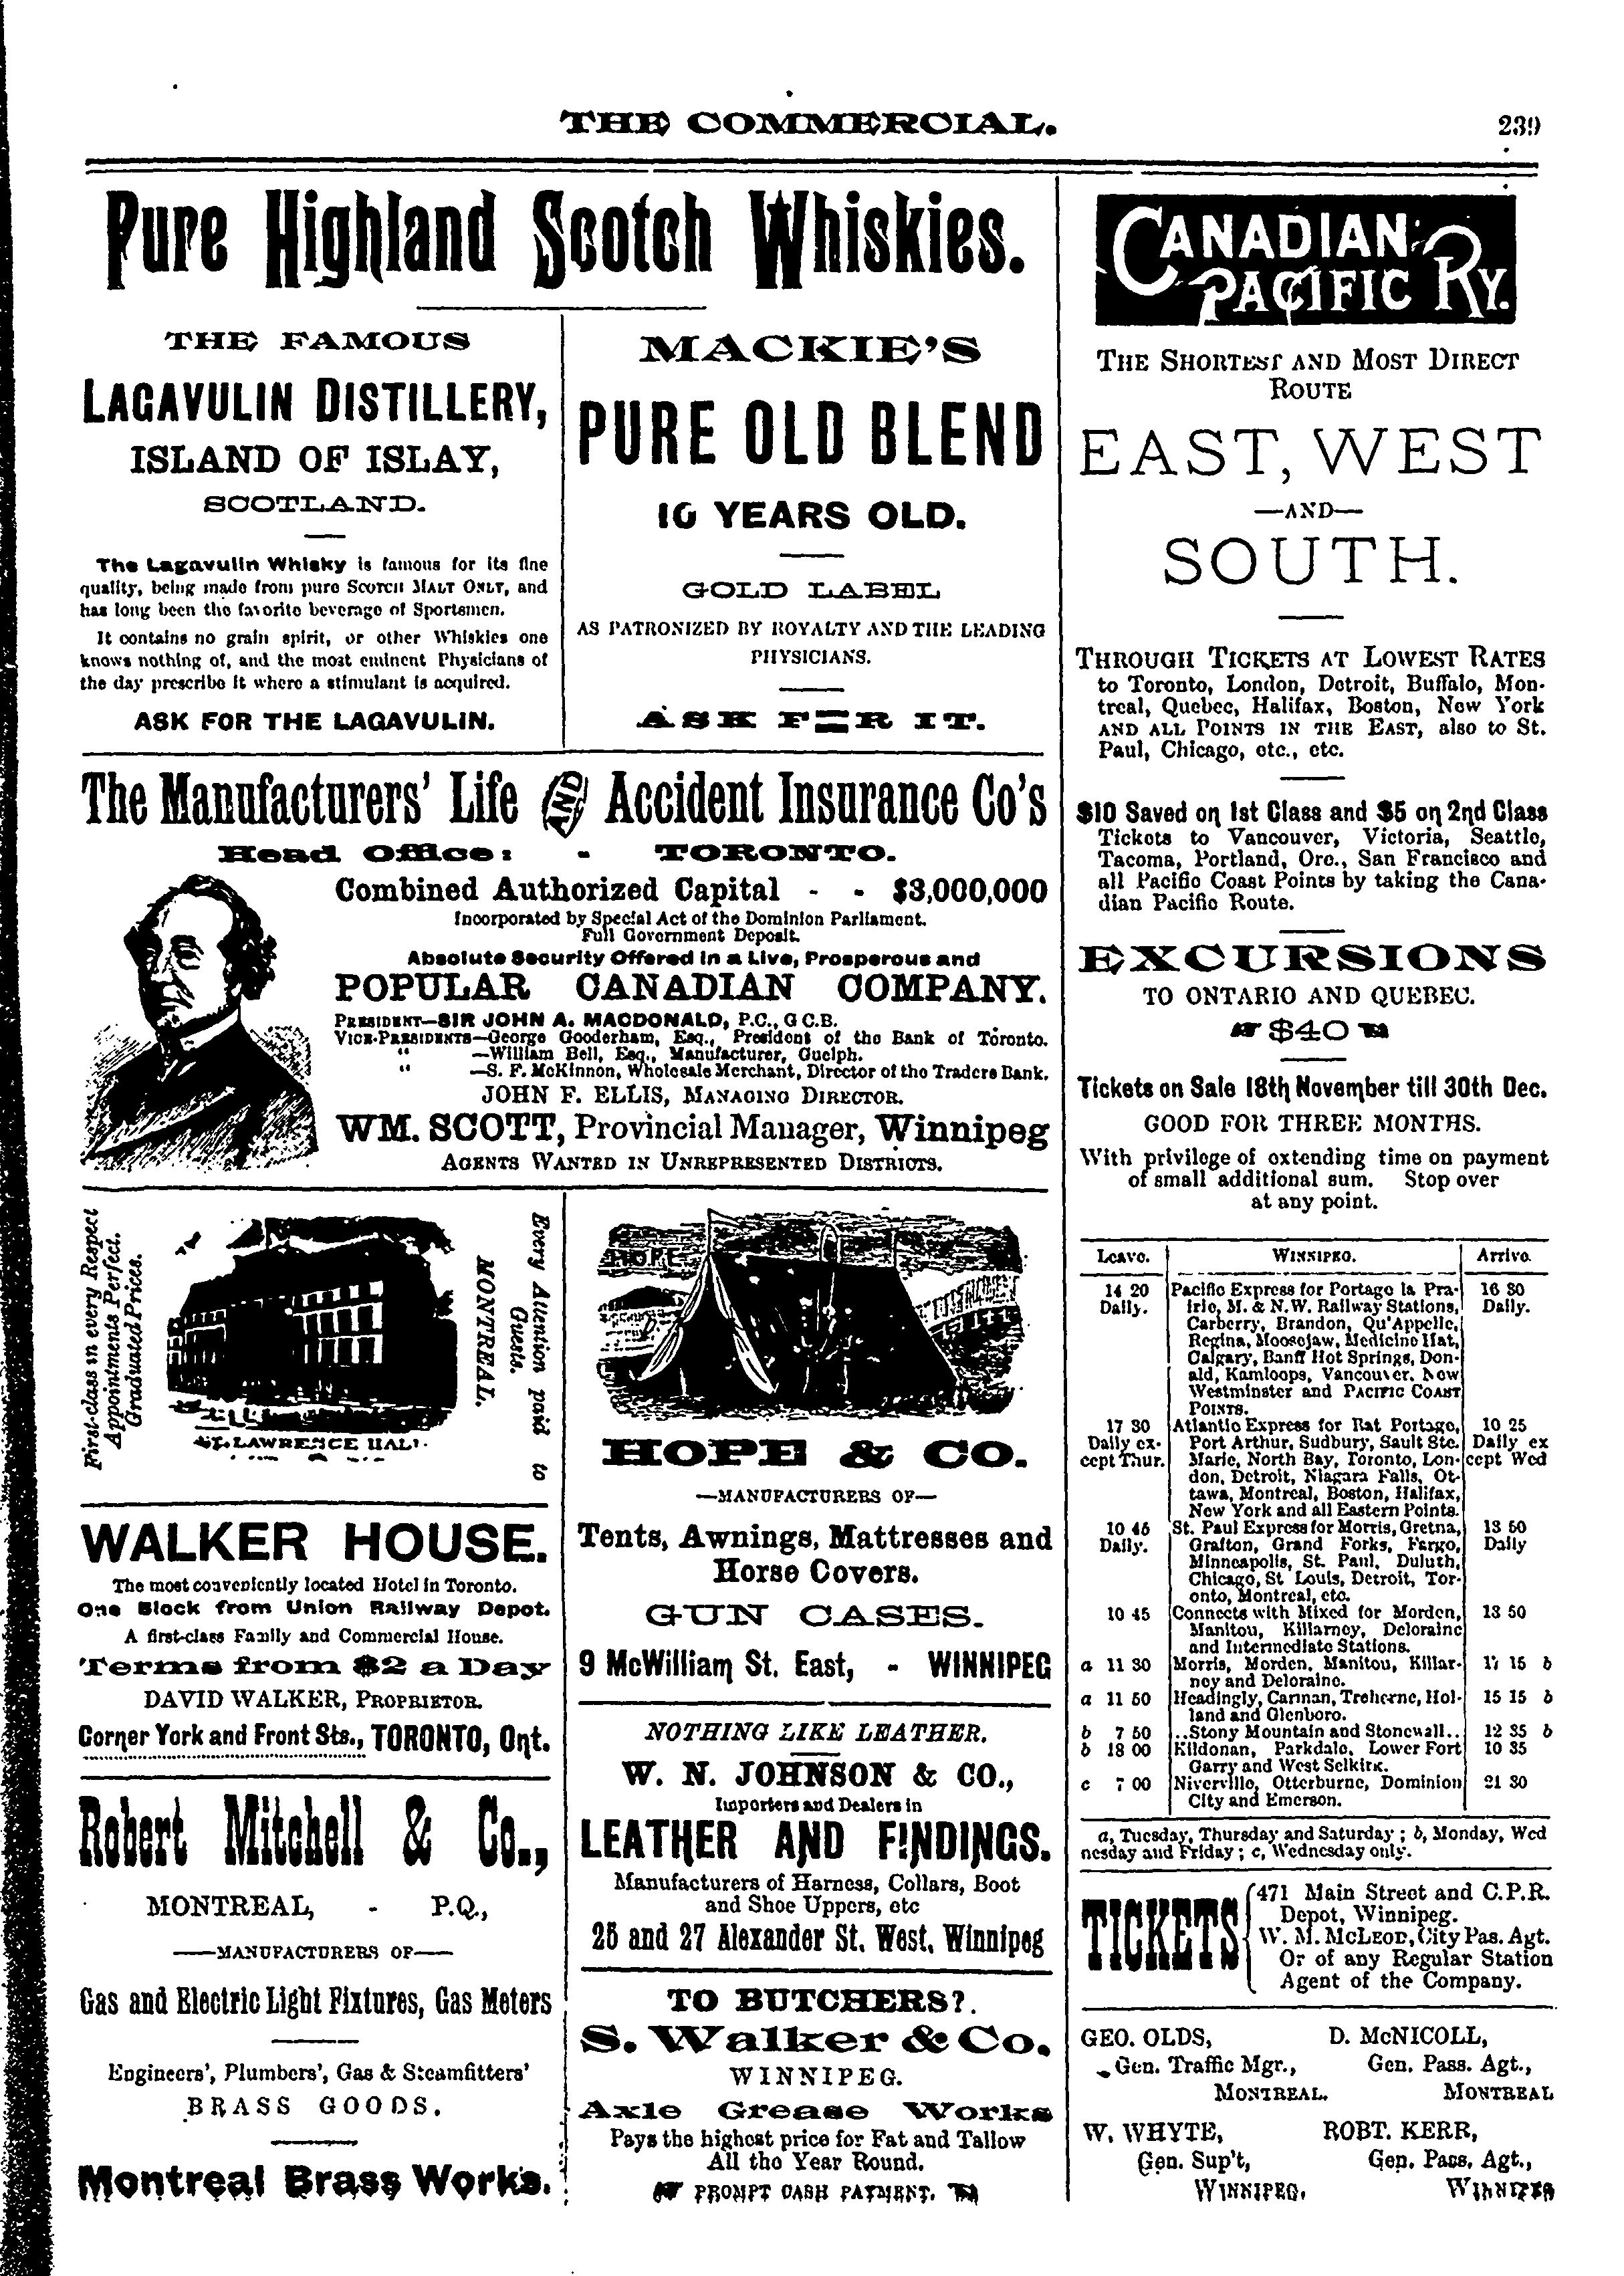 THE COMMERCIAL.
239
Pure Highland Scotch Whiskies.
THE FAMOUS
LAGAVULIN DISTILLERY,
ISLAND OF ISLAY,
SCOTLAND.
The Lagavulin Whisky is famous for its fine
quality, being made from pure SCOTCH MALT ONLY, and
has long been the favorite beverage of Sportsmen.
It contains no grain spirit, or other Whiskies one
knows nothing of, and the most eminent Physicians of
the day prescribe it where a stimulant is acquired.
ASK FOR THE LAGAVULIN.
MACKIE'S
PURE OLD BLEND
10 YEARS OLD.
GOLD LABEL
AS PATRONIZED BY ROYALTY AND THE LEADING
PHYSICIANS.
ASK FOR IT.
The Manufacturers' Life AND Accident Insurance Co's
Head Office: - TORONTO.
Combined Authorized Capital - - $3,000,000
Incorporated by Special Act of the Dominion Parliament.
Full Government Deposit.
Absolute Security Offered in a Live, Prosperous and
POPULAR CANADIAN COMPANY.
PRESIDENT—SIR JOHN A. MACDONALD, P.C., G C.B.
VICE-PRESIDENTS—George Gooderham, Esq., President of the Bank of Toronto.
" —William Bell, Esq., Manufacturer, Guelph.
" —S. F. McKinnon, Wholesale Merchant, Director of the Traders Bank.
JOHN F. ELLIS, MANAGING DIRECTOR.
WM. SCOTT, Provincial Manager, Winnipeg
AGENTS WANTED IN UNREPRESENTED DISTRICTS.
First-class in every Respect
Appointments Perfect.
Graduated Prices.
Every Attention paid to
Guests.
MONTREAL.
ST. LAWRENCE HALL
WALKER HOUSE.
The most conveniently located Hotel in Toronto.
One Block from Union Railway Depot.
A first-class Family and Commercial House.
Terms from $2 a Day
DAVID WALKER, PROPRIETOR.
Corner York and Front Sts., TORONTO, Ont.
Robert Mitchell & Co.,
MONTREAL, - P.Q.,
—MANUFACTURERS OF—
Gas and Electric Light Fixtures, Gas Meters
Engineers', Plumbers', Gas & Steamfitters'
BRASS GOODS.
Montreal Brass Works.
HOPE
HOPE & CO.
—MANUFACTURERS OF—
Tents, Awnings, Mattresses and
Horse Covers.
GUN CASES.
9 McWilliam St. East, - WINNIPEG
NOTHING LIKE LEATHER.
W. N. JOHNSON & CO.,
Importers and Dealers in
LEATHER AND FINDINGS.
Manufacturers of Harness, Collars, Boot
and Shoe Uppers, etc
25 and 27 Alexander St. West, Winnipeg
TO BUTCHERS?.
S. Walker & Co.
WINNIPEG.
Axle Grease Works
Pays the highest price for Fat and Tallow
All the Year Round.
PROMPT CASH PAYMENT.
CANADIAN
PACIFIC RY.
THE SHORTEST AND MOST DIRECT
ROUTE
EAST, WEST
—AND—
SOUTH.
THROUGH TICKETS AT LOWEST RATES
to Toronto, London, Detroit, Buffalo, Mon-
treal, Quebec, Halifax, Boston, New York
AND ALL POINTS IN THE EAST, also to St.
Paul, Chicago, etc., etc.
$10 Saved on 1st Class and $5 on 2nd Class
Tickets to Vancouver, Victoria, Seattle,
Tacoma, Portland, Ore., San Francisco and
all Pacific Coast Points by taking the Cana-
dian Pacific Route.
EXCURSIONS
TO ONTARIO AND QUEBEC.
$40
Tickets on Sale 18th November till 30th Dec.
GOOD FOR THREE MONTHS.
With privilege of extending time on payment
of small additional sum. Stop over
at any point.
Leave. WINNIPEG. Arrive.
14 20 Pacific Express for Portage la Pra- 16 30
Daily. irie, M. & N.W. Railway Stations, Daily.
Carberry, Brandon, Qu'Appelle,
Regina, Moosejaw, Medicine Hat,
Calgary, Banff Hot Springs, Don-
ald, Kamloops, Vancouver, New
Westminster and PACIFIC COAST
POINTS.
17 30 Atlantic Express for Rat Portage, 10 25
Daily ex- Port Arthur, Sudbury, Sault Ste. Daily ex
cept Thur. Marie, North Bay, Toronto, Lon- cept Wed
don, Detroit, Niagara Falls, Ot-
tawa, Montreal, Boston, Halifax,
New York and all Eastern Points.
10 45 St. Paul Express for Morris, Gretna, 13 50
Daily. Grafton, Grand Forks, Fargo, Daily
Minneapolis, St. Paul, Duluth,
Chicago, St Louis, Detroit, Tor-
onto, Montreal, etc.
10 45 Connects with Mixed for Morden, 13 50
Manitou, Killarney, Deloraine
and Intermediate Stations.
a 11 30 Morris, Morden, Manitou, Killar- 17 15 b
ney and Deloraine.
a 11 50 Headingly, Carman, Treherne, Hol- 15 15 b
land and Glenboro.
b 7 50 ..Stony Mountain and Stonewall.. 12 35 b
b 18 00 Kildonan, Parkdale, Lower Fort 10 35
Garry and West Selkirk.
c 7 00 Niverville, Otterburne, Dominion 21 30
City and Emerson.
a, Tuesday, Thursday and Saturday; b, Monday, Wed
nesday and Friday; c, Wednesday only.
TICKETS
471 Main Street and C.P.R.
Depot, Winnipeg.
W. M. MCLEOD, City Pas. Agt.
Or of any Regular Station
Agent of the Company.
GEO. OLDS, D. McNICOLL,
Gen. Traffic Mgr., Gen. Pass. Agt.,
MONTREAL. MONTREAL
W. WHYTE, ROBT. KERR,
Gen. Sup't, Gen. Pass. Agt.,
WINNIPEG. WINNIPEG